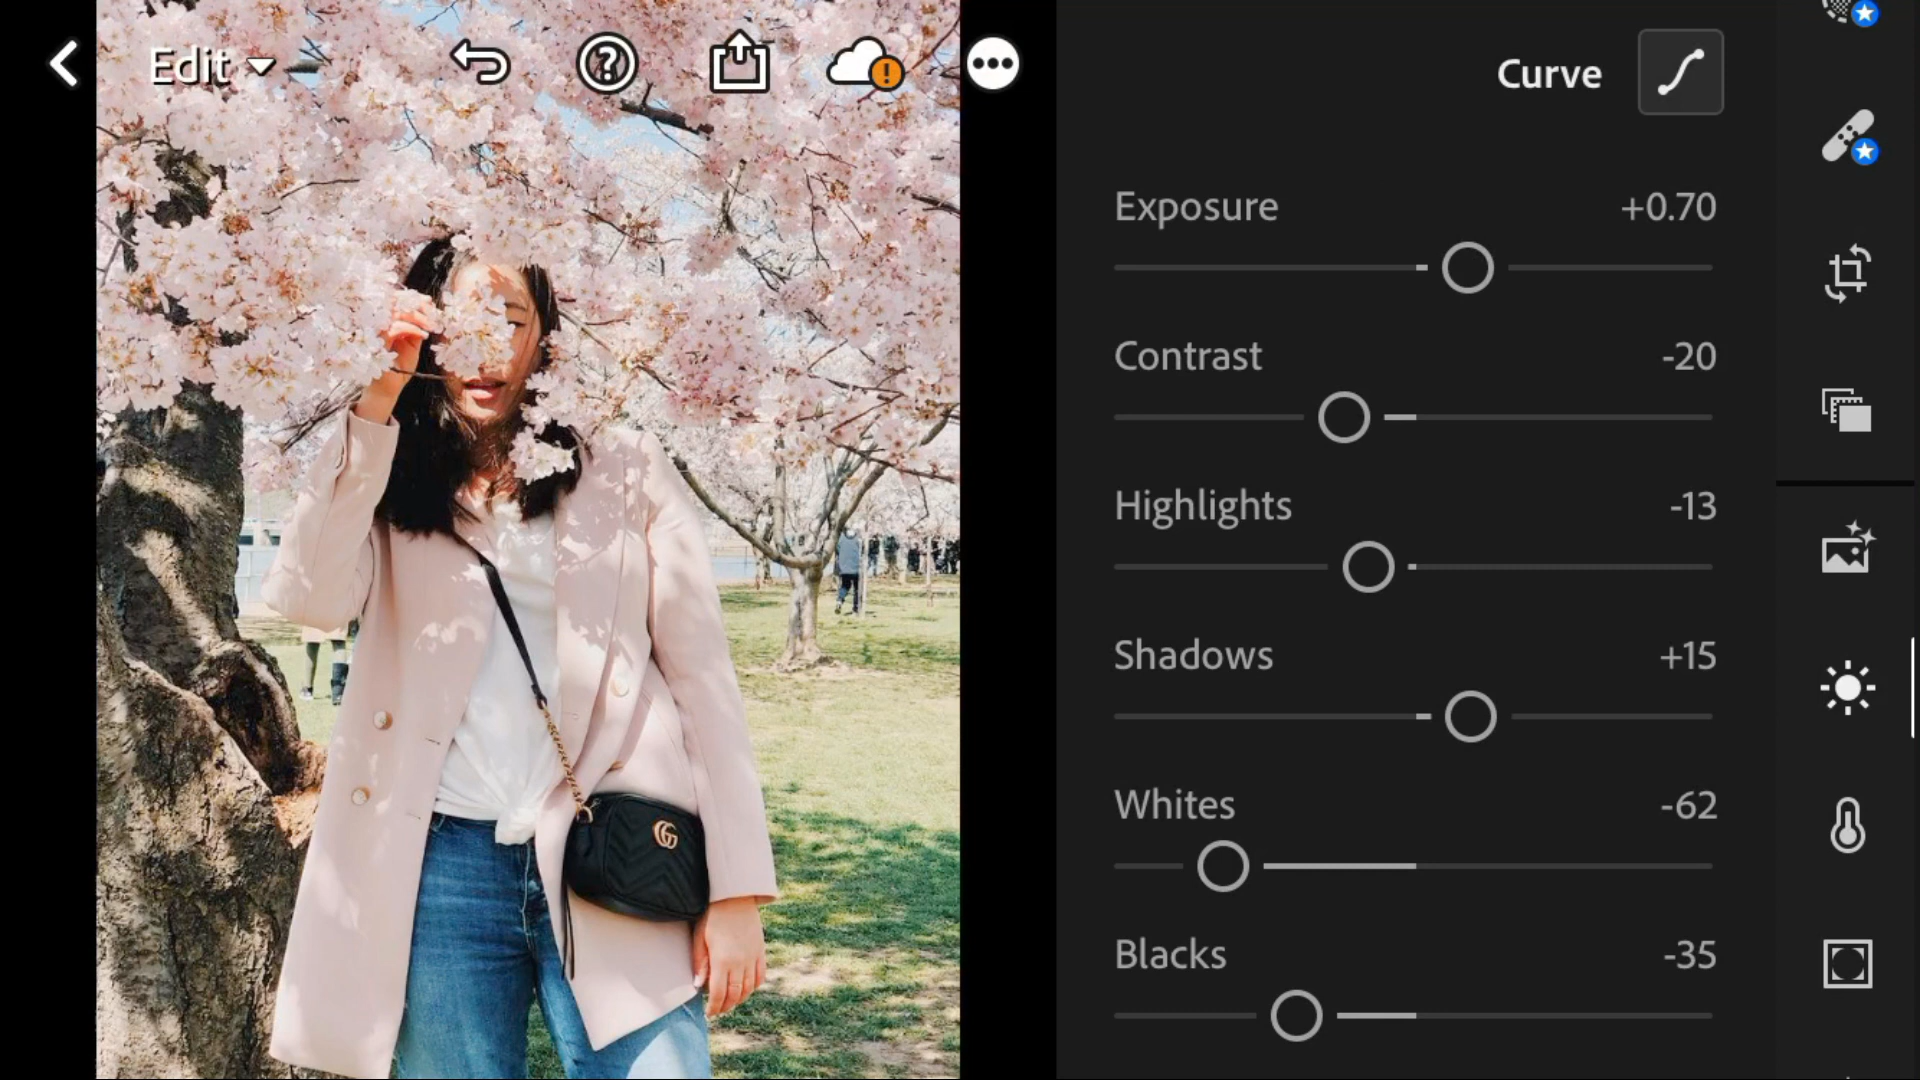 Edit
Curve
Exposure +0.70
Contrast -20
Highlights -13
Shadows +15
Whites -62
Blacks -35